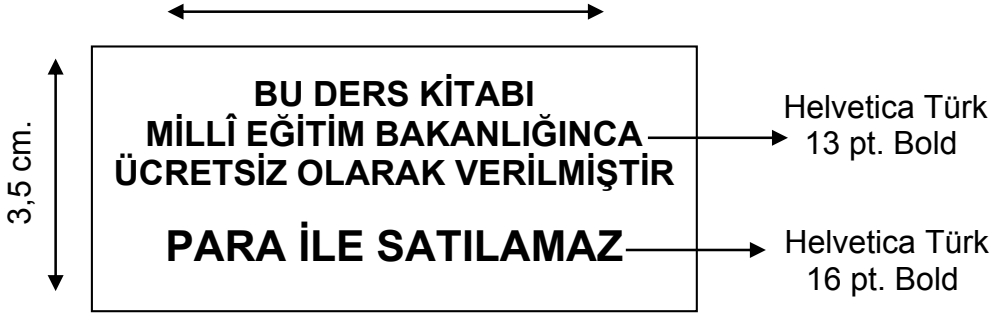 BU DERS KİTABI
MİLLÎ EĞİTİM BAKANLIĞINCA
ÜCRETSİZ OLARAK VERİLMİŞTİR
PARA İLE SATILAMAZ
3,5 cm.
Helvetica Türk
13 pt. Bold
Helvetica Türk
16 pt. Bold